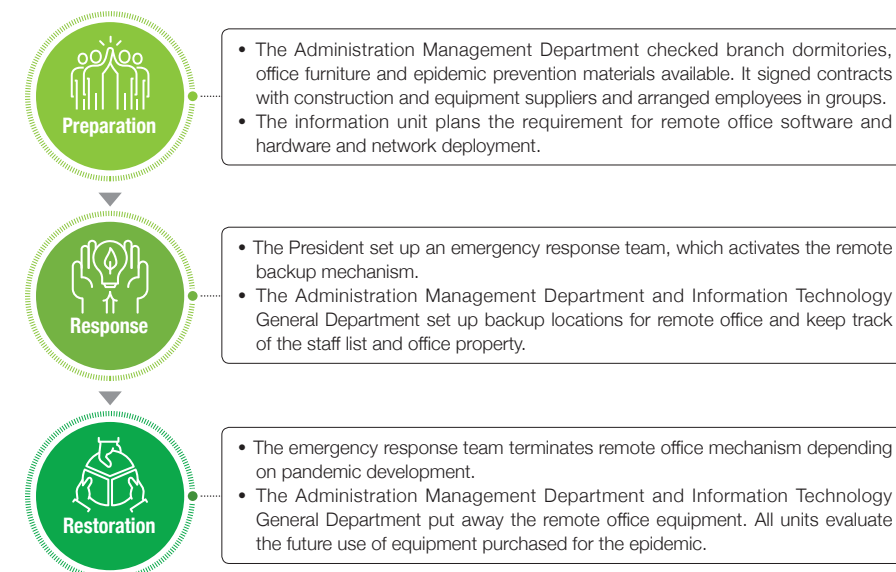 Preparation
• The Administration Management Department checked branch dormitories,
office furniture and epidemic prevention materials available. It signed contracts
with construction and equipment suppliers and arranged employees in groups.
• The information unit plans the requirement for remote office software and
hardware and network deployment.
Response
• The President set up an emergency response team, which activates the remote
backup mechanism.
• The Administration Management Department and Information Technology
General Department set up backup locations for remote office and keep track
of the staff list and office property.
Restoration
• The emergency response team terminates remote office mechanism depending
on pandemic development.
• The Administration Management Department and Information Technology
General Department put away the remote office equipment. All units evaluate
the future use of equipment purchased for the epidemic.